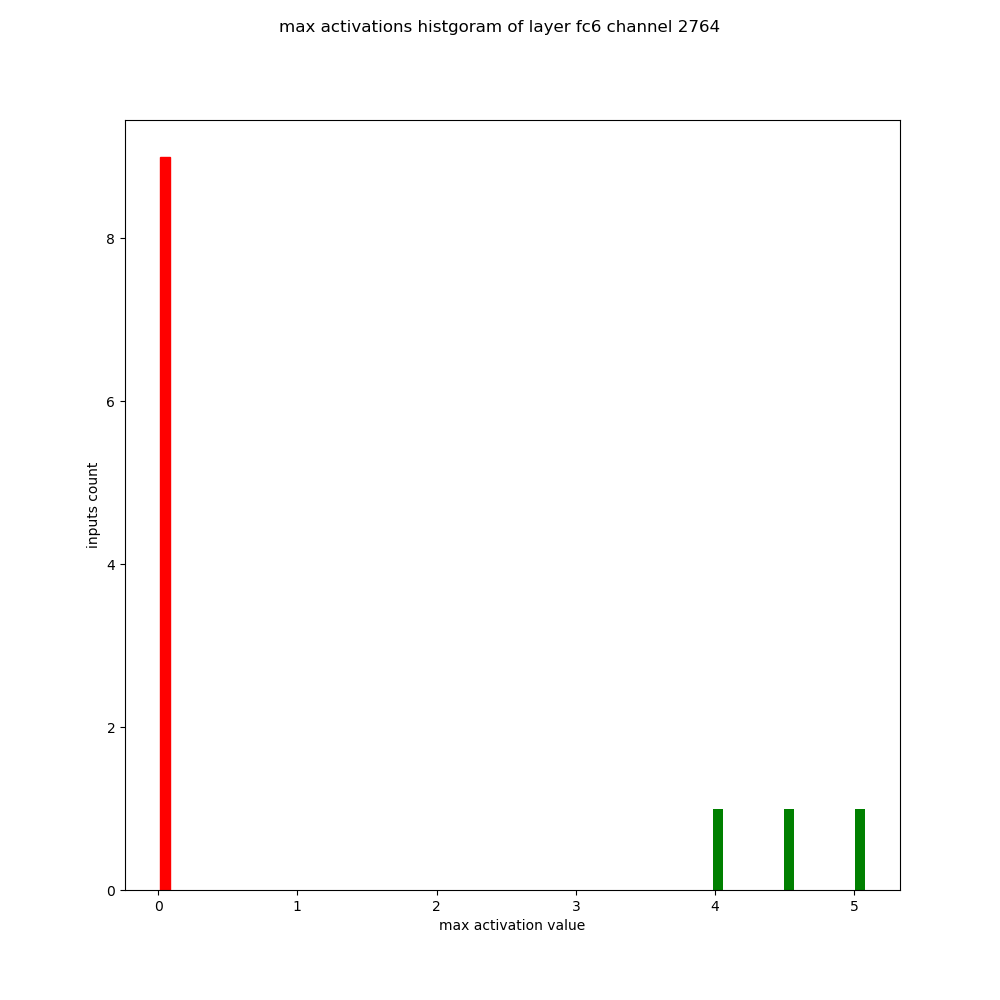 max activations histgoram of layer fc6 channel 2764
8
6
4
2
0
inputs count
0 1 2 3 4 5
max activation value